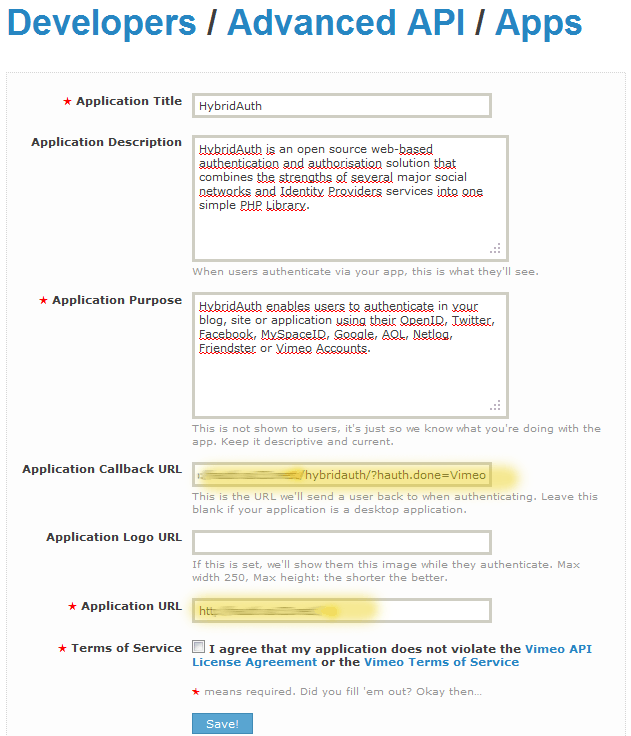 Developers / Advanced API / Apps
★ Application Title
HybridAuth
Application Description
HybridAuth is an open source web-based
authentication and authorisation solution that
combines the strengths of several major social
networks and Identity Providers services into one
simple PHP Library.
When users authenticate via your app, this is what they'll see.
★ Application Purpose
HybridAuth enables users to authenticate in your
blog, site or application using their OpenID, Twitter,
Facebook, MySpaceID, Google, AOL, Netlog,
Friendster or Vimeo Accounts.
This is not shown to users, it's just so we know what you're doing with the
app. Keep it descriptive and current.
Application Callback URL
/hybridauth/?hauth.done=Vimeo
This is the URL we'll send a user back to when authenticating. Leave this
blank if your application is a desktop application.
Application Logo URL
If this is set, we'll show them this image while they authenticate. Max
width 250, Max height: the shorter the better.
★ Application URL
★ Terms of Service
I agree that my application does not violate the Vimeo API
License Agreement or the Vimeo Terms of Service
★ means required. Did you fill 'em out? Okay then...
Save!